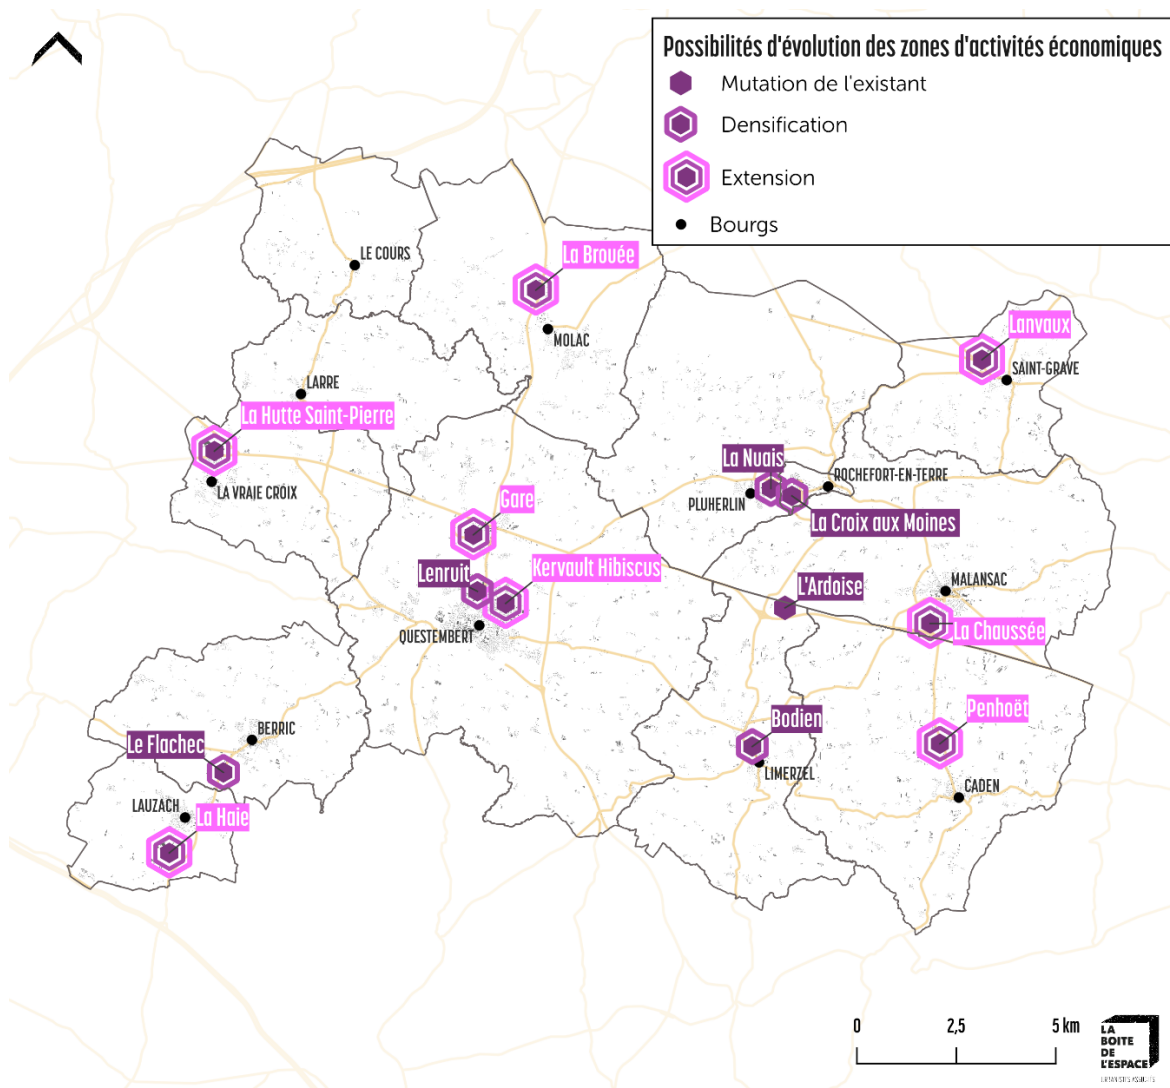 Possibilités d'évolution des zones d'activités économiques
Mutation de l'existant
Densification
Extension
Bourgs
LE COURS
La Brouée
MOLAC
Lanvaux
SAINT-GRAVE
LARRE
La Hutte Saint-Pierre
LA VRAIE CROIX
La Nuais
ROCHEFORT-EN-TERRE
PLUHERLIN
La Croix aux Moines
Gare
Lenruit
Kervault Hibiscus
QUESTEMBERT
L'Ardoise
MALANSAC
La Chaussée
Penhoët
Bodien
LIMERZEL
CADEN
BERRIC
Le Flachec
LAUZACH
La Haie
0 2,5 5 km
LA
BOITE
DE
L'ESPACE